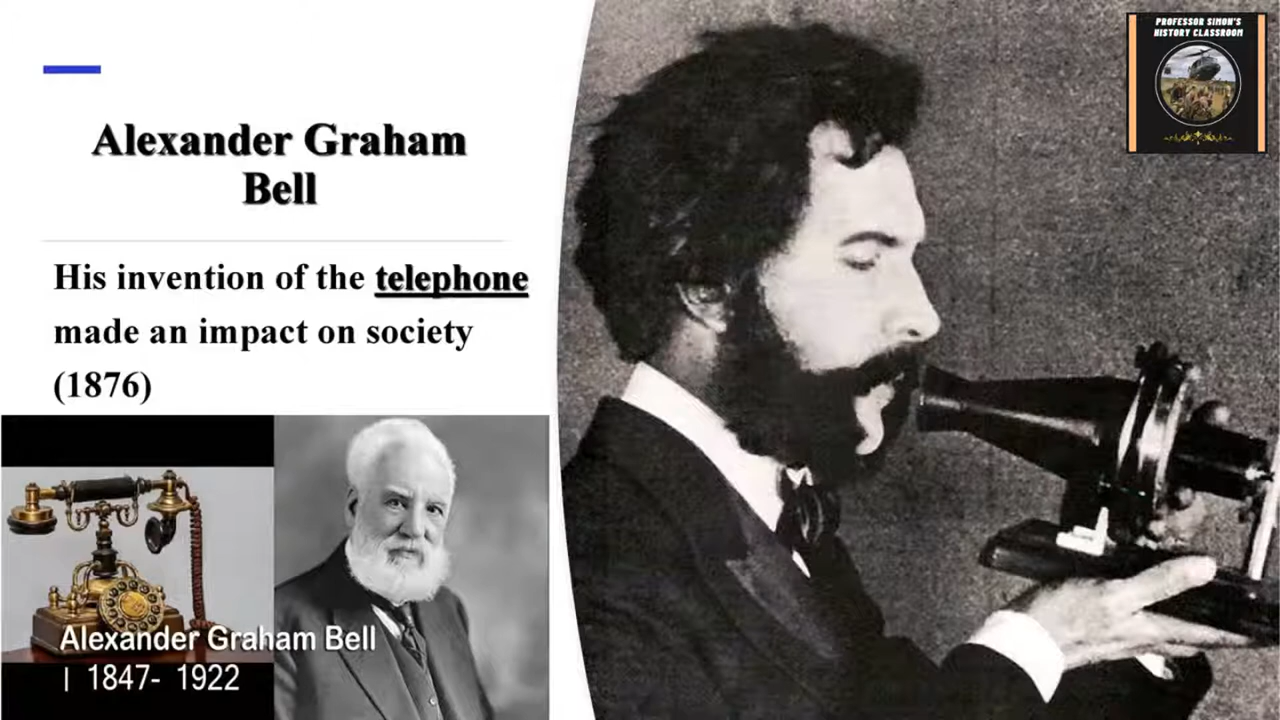 Alexander Graham
Bell
His invention of the telephone
made an impact on society
(1876)
Alexander Graham Bell
| 1847- 1922
PROFESSOR SIMON'S
HISTORY CLASSROOM